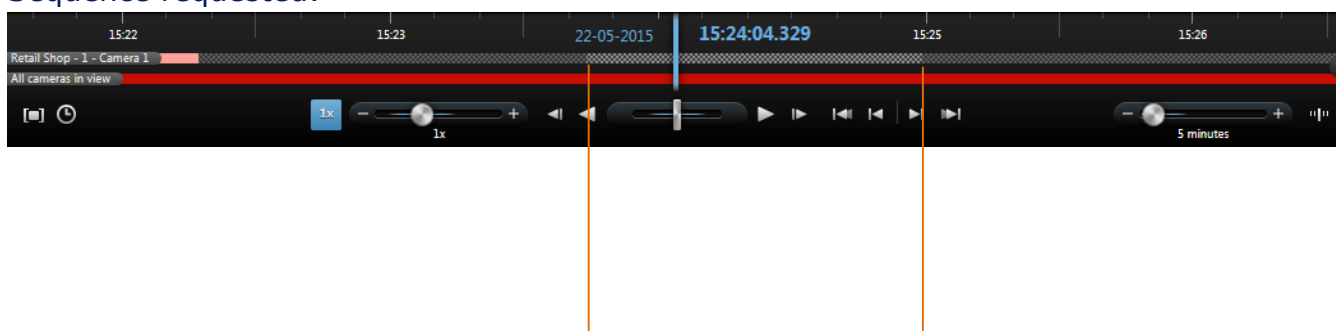 Sequence requested:
15:22 15:23 22-05-2015 15:24:04.329 15:25 15:26
Retail Shop - 1 - Camera 1
All cameras in view
1x
1x
5 minutes